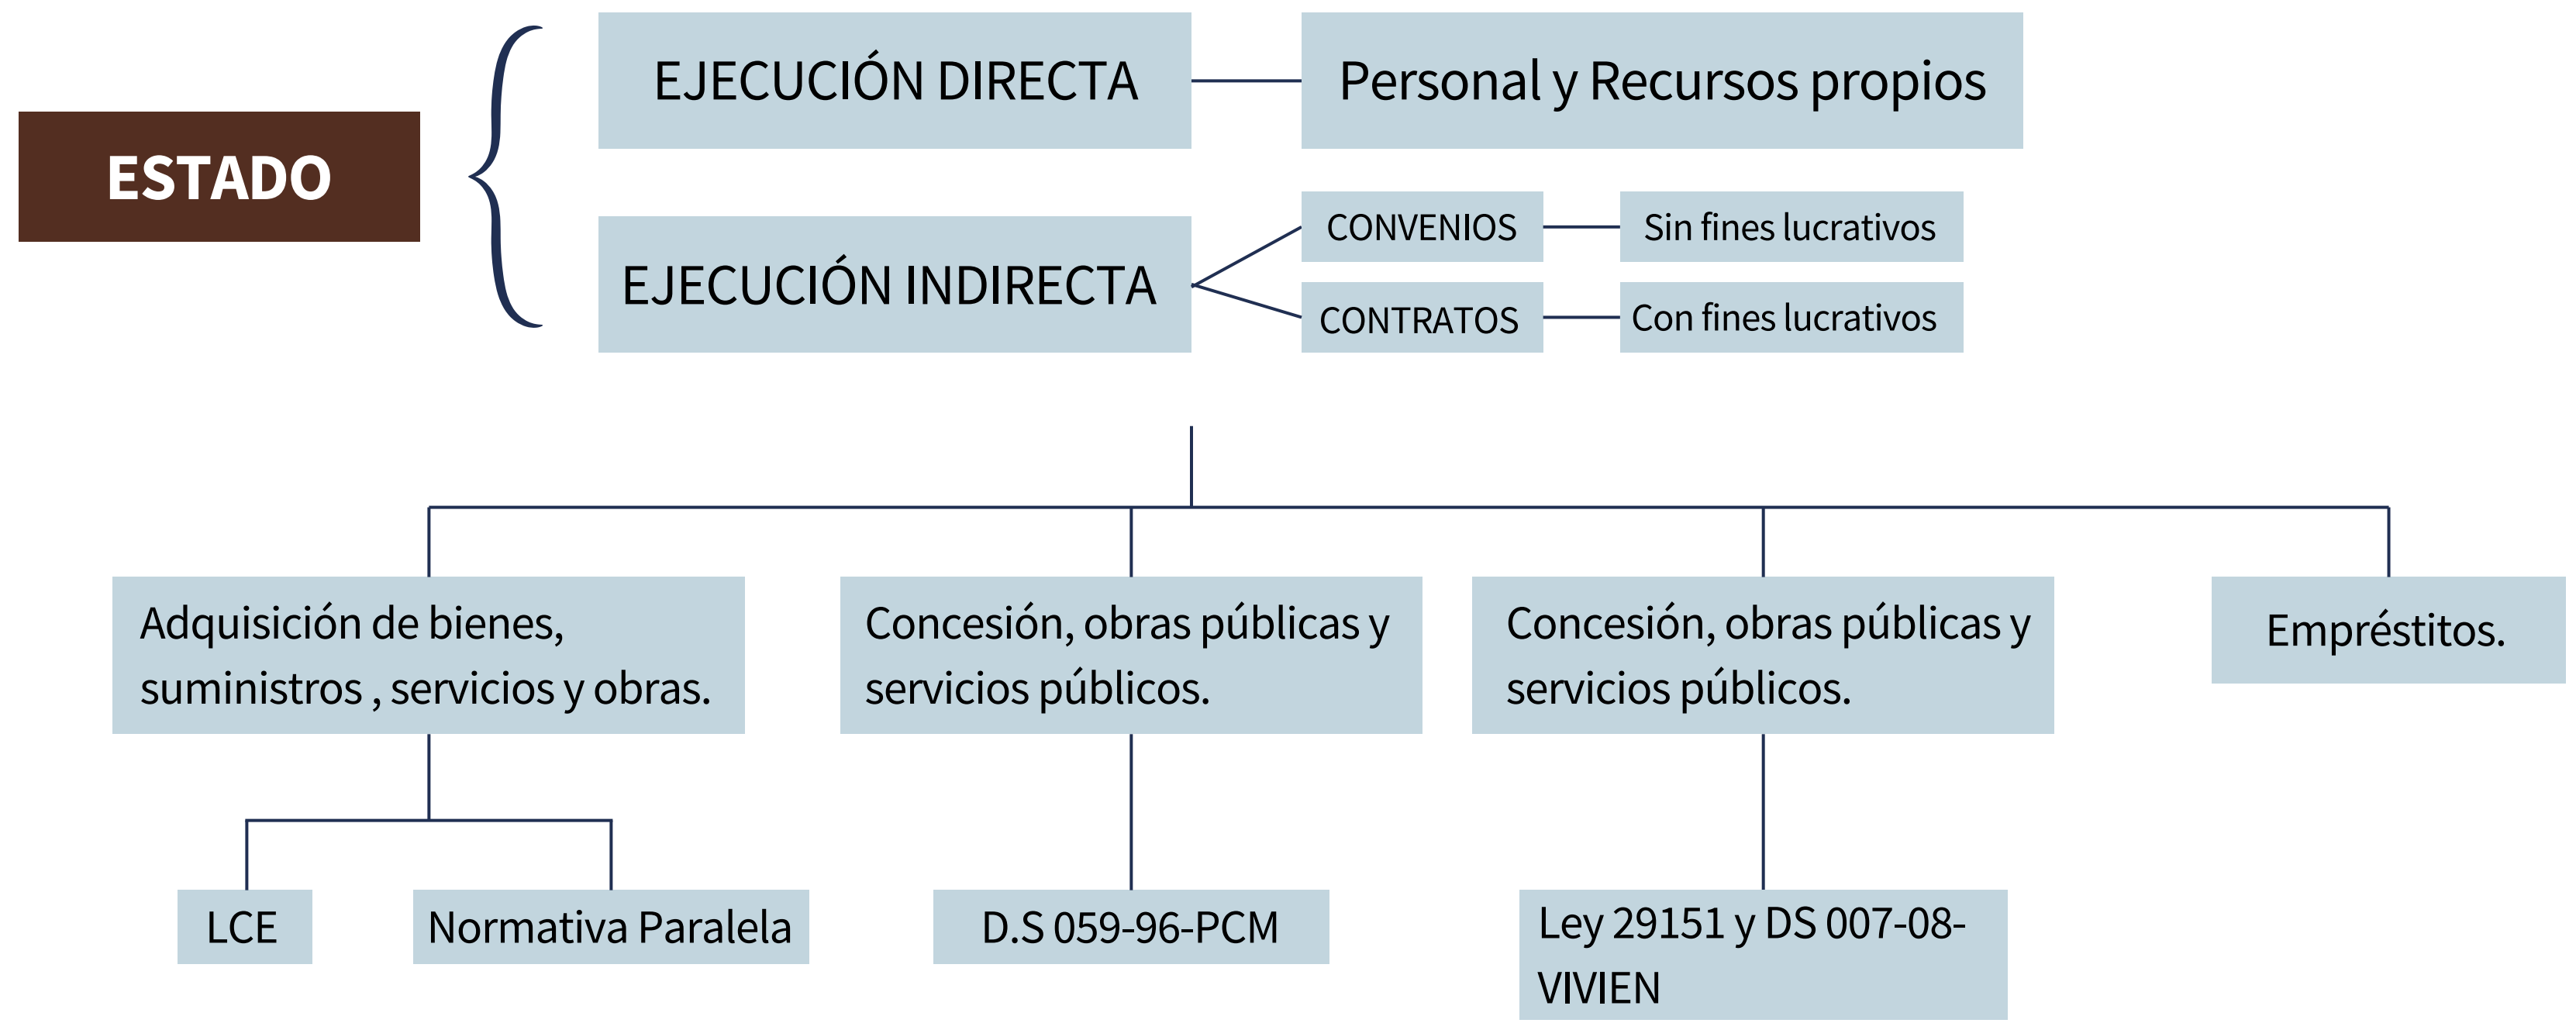 ESTADO
EJECUCIÓN DIRECTA
Personal y Recursos propios
EJECUCIÓN INDIRECTA
CONVENIOS
Sin fines lucrativos
CONTRATOS
Con fines lucrativos
Adquisición de bienes,
suministros , servicios y obras.
Concesión, obras públicas y
servicios públicos.
Concesión, obras públicas y
servicios públicos.
Empréstitos.
LCE
Normativa Paralela
D.S 059-96-PCM
Ley 29151 y DS 007-08-
VIVIEN